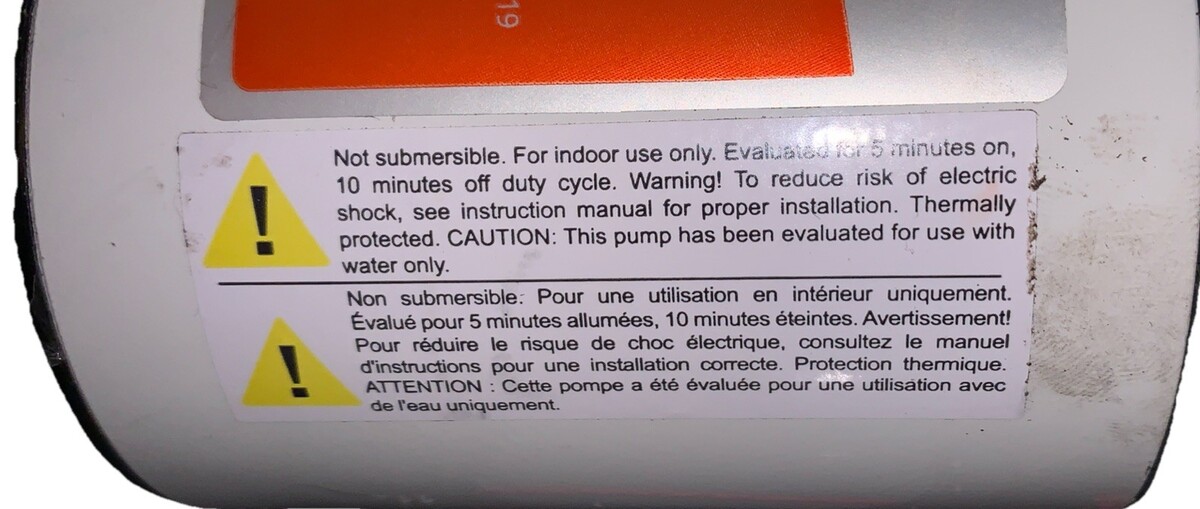 19
Not submersible. For indoor use only. Evaluated for 5 minutes on,
10 minutes off duty cycle. Warning! To reduce risk of electric
shock, see instruction manual for proper installation. Thermally
protected. CAUTION: This pump has been evaluated for use with
water only.
Non submersible: Pour une utilisation en intérieur uniquement.
Évalué pour 5 minutes allumées, 10 minutes éteintes. Avertissement!
Pour réduire le risque de choc électrique, consultez le manuel
d'instructions pour une installation correcte. Protection thermique.
ATTENTION : Cette pompe a été évaluée pour une utilisation avec
de l'eau uniquement.